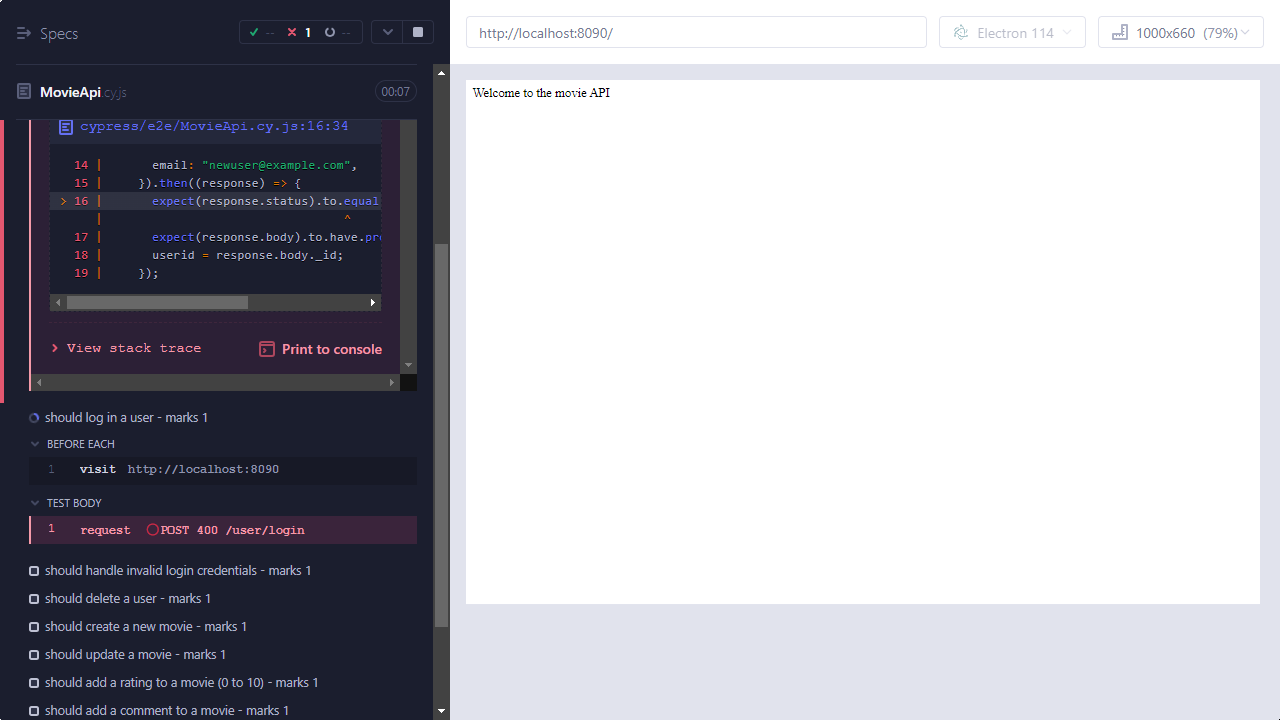 Specs
-- 1 --
MovieApi.cy.js
00:07
cypress/e2e/MovieApi.cy.js:16:34
14 | email: "newuser@example.com",
15 | }).then((response) => {
> 16 | expect(response.status).to.equal
| ^
17 | expect(response.body).to.have.pro
18 | userid = response.body._id;
19 | });
View stack trace
Print to console
should log in a user - marks 1
BEFORE EACH
1 visit http://localhost:8090
TEST BODY
1 request POST 400 /user/login
should handle invalid login credentials - marks 1
should delete a user - marks 1
should create a new movie - marks 1
should update a movie - marks 1
should add a rating to a movie (0 to 10) - marks 1
should add a comment to a movie - marks 1
http://localhost:8090/
Electron 114
1000x660 (79%)
Welcome to the movie API